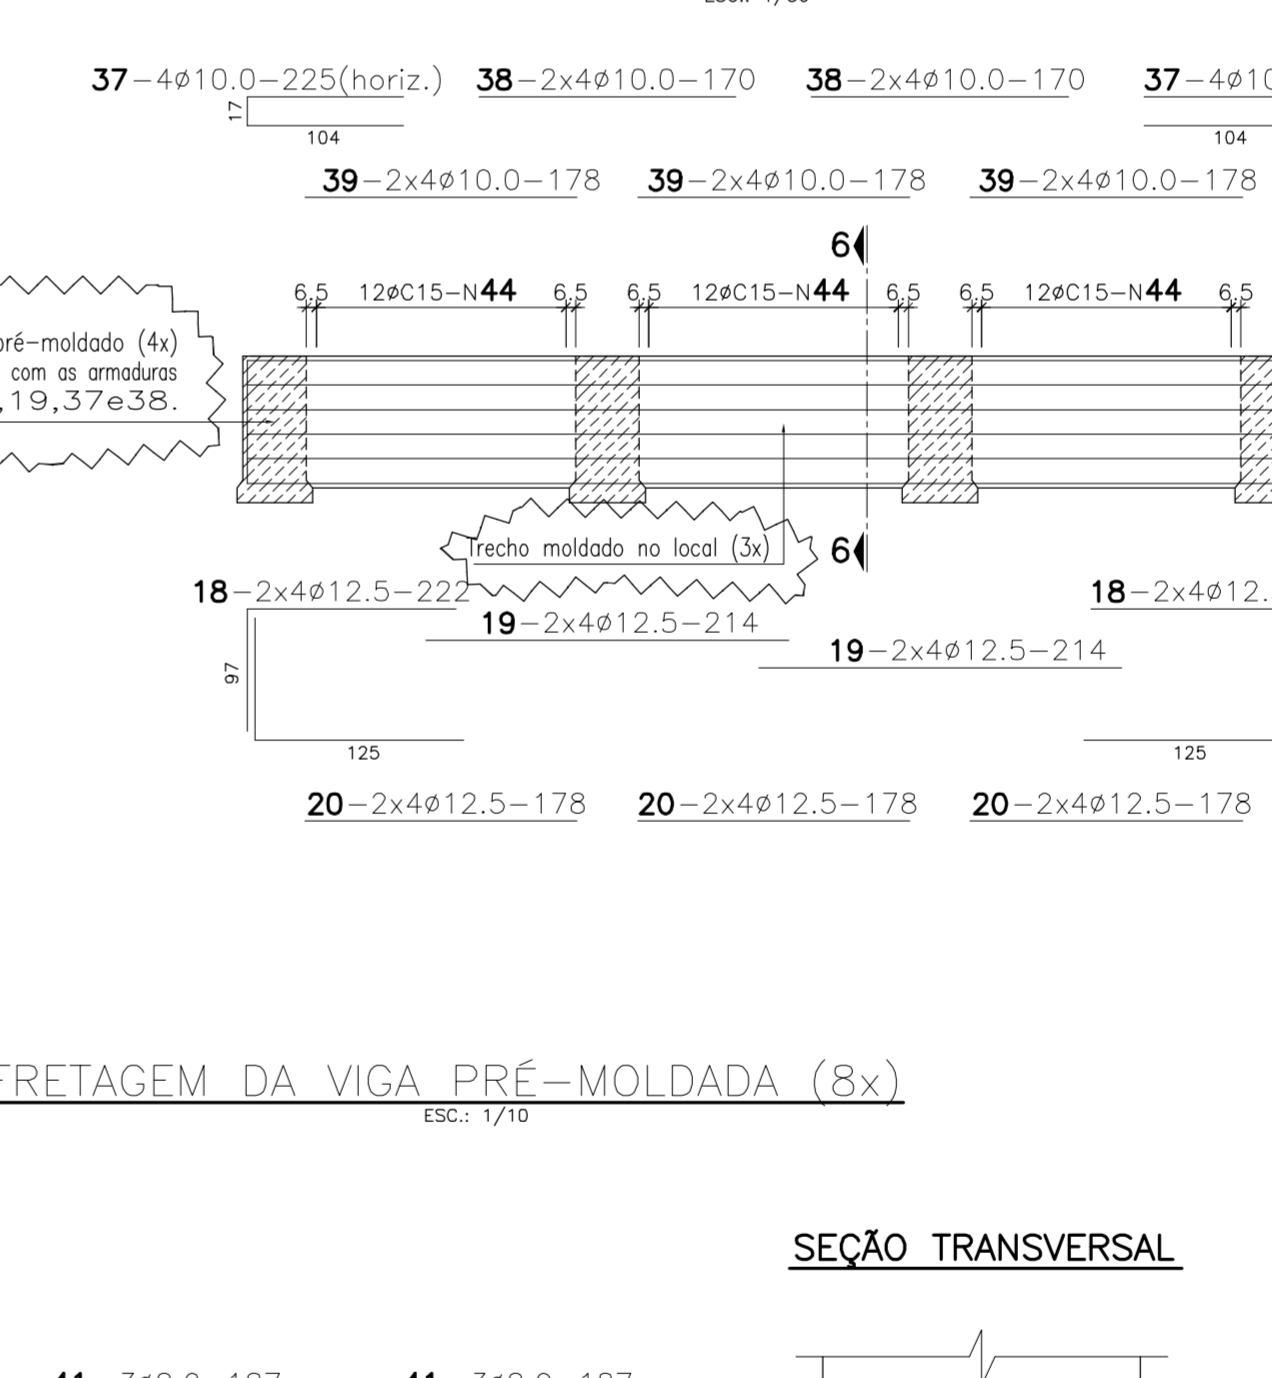 37-4ø10.0-225(horiz.) 38-2x4ø10.0-170 38-2x4ø10.0-170 37-4ø10
17
104 104
39-2x4ø10.0-178 39-2x4ø10.0-178 39-2x4ø10.0-178
6
6.5 12øC15-N44 6.5 6.5 12øC15-N44 6.5 6.5 12øC15-N44 6.5
pré-moldado (4x)
com as armaduras
,19,37e38.
Trecho moldado no local (3x)
6
18-2x4ø12.5-222 18-2x4ø12.
19-2x4ø12.5-214
19-2x4ø12.5-214
97
125 125
20-2x4ø12.5-178 20-2x4ø12.5-178 20-2x4ø12.5-178
FRETAGEM DA VIGA PRÉ-MOLDADA (8x)
ESC.: 1/10
SEÇÃO TRANSVERSAL